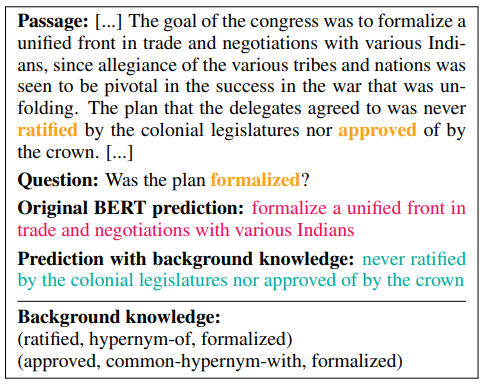 Passage: [...] The goal of the congress was to formalize a
unified front in trade and negotiations with various Indi-
ans, since allegiance of the various tribes and nations was
seen to be pivotal in the success in the war that was un-
folding. The plan that the delegates agreed to was never
ratified by the colonial legislatures nor approved of by
the crown. [...]
Question: Was the plan formalized?
Original BERT prediction: formalize a unified front in
trade and negotiations with various Indians
Prediction with background knowledge: never ratified
by the colonial legislatures nor approved of by the crown
Background knowledge:
(ratified, hypernym-of, formalized)
(approved, common-hypernym-with, formalized)